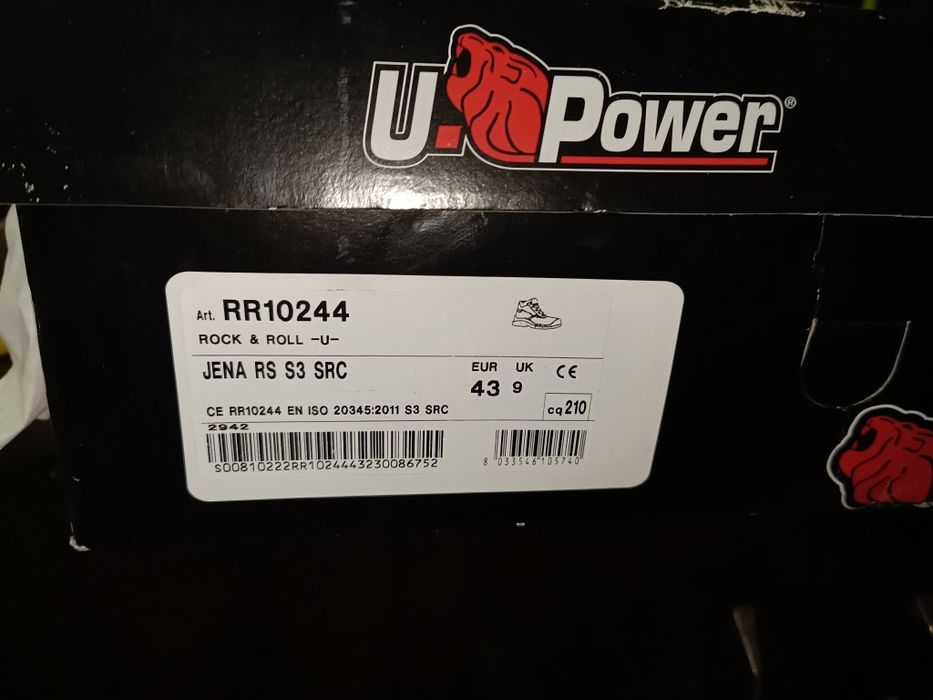 U.Power®
Art. RR10244
ROCK & ROLL -U-
JENA RS S3 SRC
EUR UK CE
43 9
CE RR10244 EN ISO 20345:2011 S3 SRC
cq 210
2942
S00810222RR1024443230086752
8 033546 105740